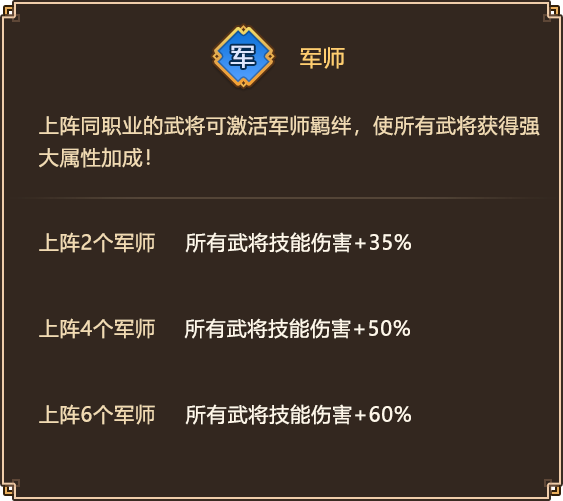 军 军师
上阵同职业的武将可激活军师羁绊，使所有武将获得强
大属性加成！
上阵2个军师 所有武将技能伤害+35%
上阵4个军师 所有武将技能伤害+50%
上阵6个军师 所有武将技能伤害+60%